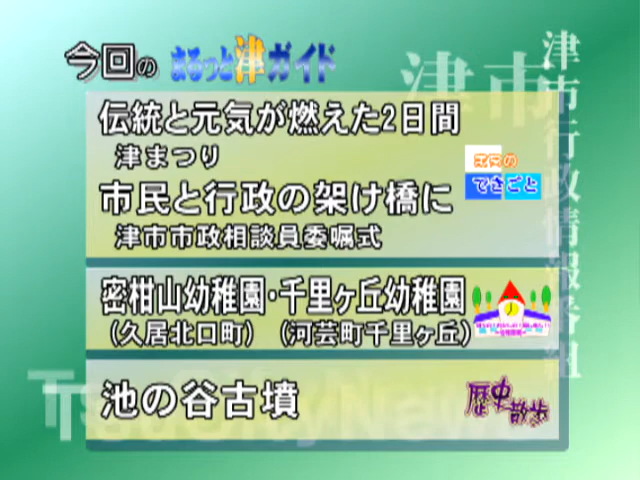 今回の まるっと津ガイド
津市
津市行政情報番組
伝統と元気が燃えた2日間
津まつり
まちの
できごと
市民と行政の架け橋に
津市市政相談員委嘱式
密柑山幼稚園・千里ヶ丘幼稚園
(久居北口町) (河芸町千里ヶ丘)
池の谷古墳
歴史散歩